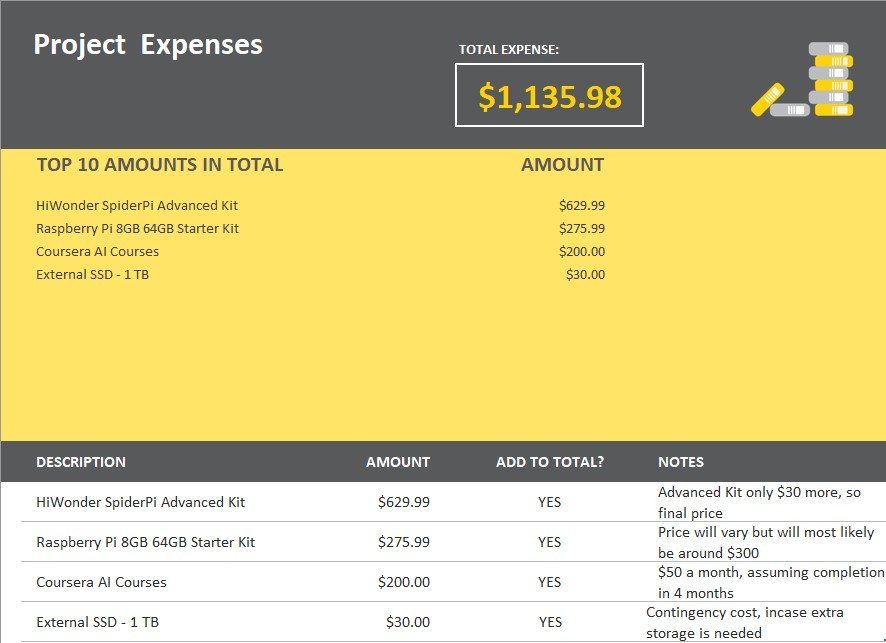 Project Expenses
TOTAL EXPENSE:
$1,135.98
TOP 10 AMOUNTS IN TOTAL AMOUNT
HiWonder SpiderPi Advanced Kit $629.99
Raspberry Pi 8GB 64GB Starter Kit $275.99
Coursera AI Courses $200.00
External SSD - 1 TB $30.00
DESCRIPTION AMOUNT ADD TO TOTAL? NOTES
HiWonder SpiderPi Advanced Kit $629.99 YES Advanced Kit only $30 more, so
final price
Raspberry Pi 8GB 64GB Starter Kit $275.99 YES Price will vary but will most likely
be around $300
Coursera AI Courses $200.00 YES $50 a month, assuming completion
in 4 months
External SSD - 1 TB $30.00 YES Contingency cost, incase extra
storage is needed